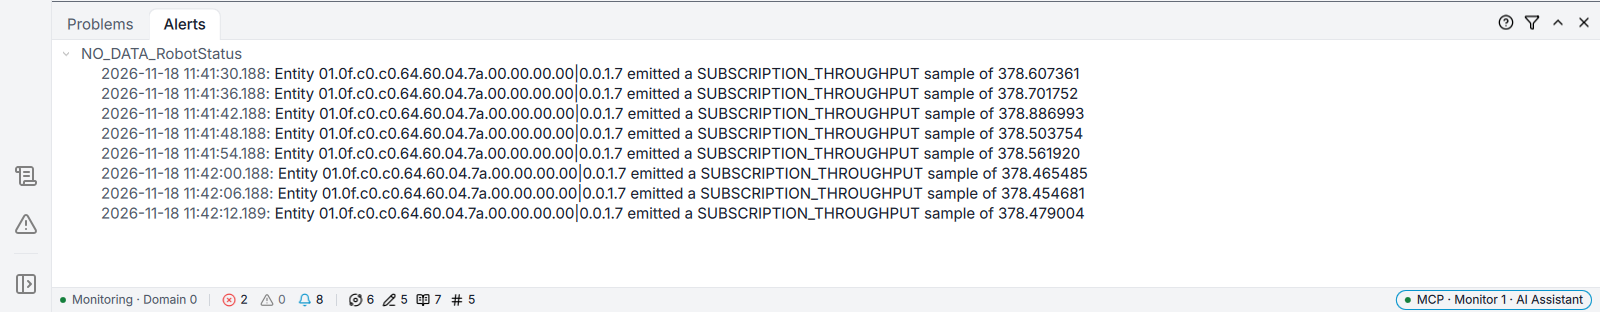 Problems Alerts
NO_DATA_RobotStatus
2026-11-18 11:41:30.188: Entity 01.0f.c0.c0.64.60.04.7a.00.00.00.00|0.0.1.7 emitted a SUBSCRIPTION_THROUGHPUT sample of 378.607361
2026-11-18 11:41:36.188: Entity 01.0f.c0.c0.64.60.04.7a.00.00.00.00|0.0.1.7 emitted a SUBSCRIPTION_THROUGHPUT sample of 378.701752
2026-11-18 11:41:42.188: Entity 01.0f.c0.c0.64.60.04.7a.00.00.00.00|0.0.1.7 emitted a SUBSCRIPTION_THROUGHPUT sample of 378.886993
2026-11-18 11:41:48.188: Entity 01.0f.c0.c0.64.60.04.7a.00.00.00.00|0.0.1.7 emitted a SUBSCRIPTION_THROUGHPUT sample of 378.503754
2026-11-18 11:41:54.188: Entity 01.0f.c0.c0.64.60.04.7a.00.00.00.00|0.0.1.7 emitted a SUBSCRIPTION_THROUGHPUT sample of 378.561920
2026-11-18 11:42:00.188: Entity 01.0f.c0.c0.64.60.04.7a.00.00.00.00|0.0.1.7 emitted a SUBSCRIPTION_THROUGHPUT sample of 378.465485
2026-11-18 11:42:06.188: Entity 01.0f.c0.c0.64.60.04.7a.00.00.00.00|0.0.1.7 emitted a SUBSCRIPTION_THROUGHPUT sample of 378.454681
2026-11-18 11:42:12.189: Entity 01.0f.c0.c0.64.60.04.7a.00.00.00.00|0.0.1.7 emitted a SUBSCRIPTION_THROUGHPUT sample of 378.479004
Monitoring · Domain 0 2 0 8 6 5 7 # 5 MCP · Monitor 1 · AI Assistant